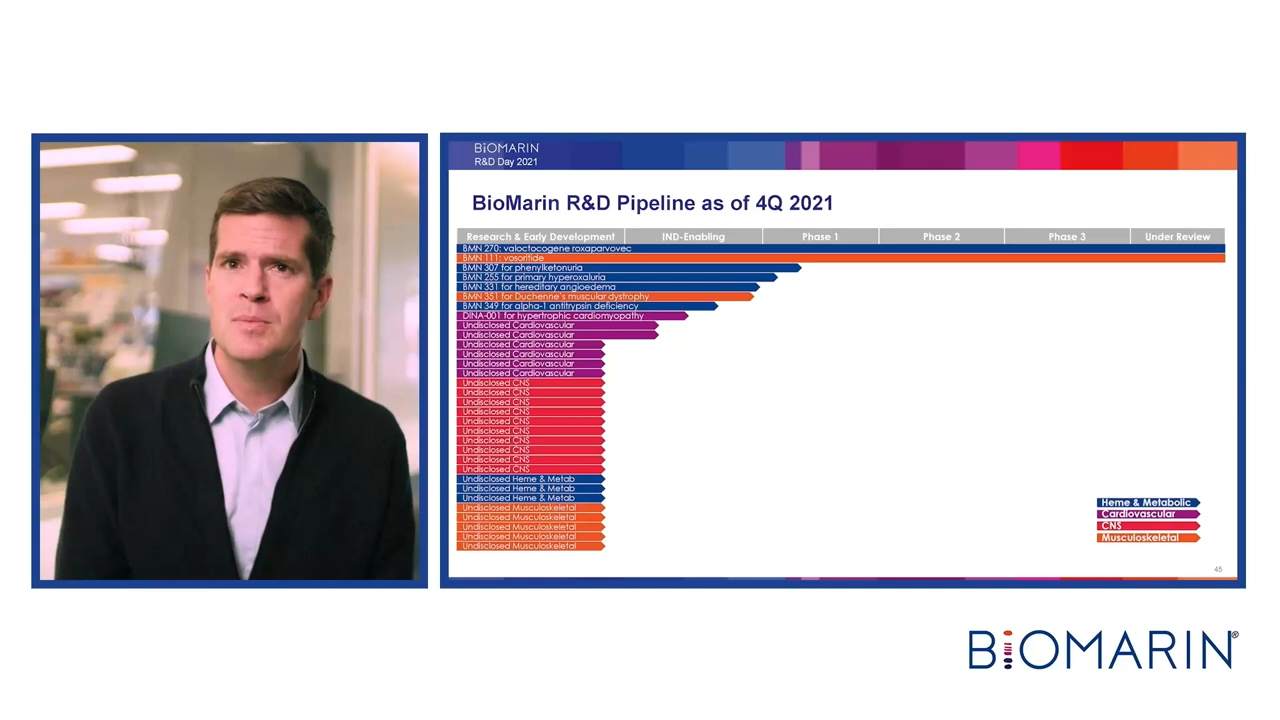 BiOMARIN
R&D Day 2021
BioMarin R&D Pipeline as of 4Q 2021
Research & Early Development IND-Enabling Phase 1 Phase 2 Phase 3 Under Review
BMN 270: valoctocogene roxaparvovec
BMN 111: vosoritide
BMN 307 for phenylketonuria
BMN 255 for primary hyperoxaluria
BMN 331 for hereditary angioedema
BMN 351 for Duchenne's muscular dystrophy
BMN 349 for alpha-1 antitrypsin deficiency
DiNA-001 for hypertrophic cardiomyopathy
Undisclosed Cardiovascular
Undisclosed Cardiovascular
Undisclosed Cardiovascular
Undisclosed Cardiovascular
Undisclosed Cardiovascular
Undisclosed Cardiovascular
Undisclosed CNS
Undisclosed CNS
Undisclosed CNS
Undisclosed CNS
Undisclosed CNS
Undisclosed CNS
Undisclosed CNS
Undisclosed CNS
Undisclosed CNS
Undisclosed CNS
Undisclosed Heme & Metab
Undisclosed Heme & Metab
Undisclosed Heme & Metab
Undisclosed Musculoskeletal
Undisclosed Musculoskeletal
Undisclosed Musculoskeletal
Undisclosed Musculoskeletal
Undisclosed Musculoskeletal
Heme & Metabolic
Cardiovascular
CNS
Musculoskeletal
45
BiOMARIN®